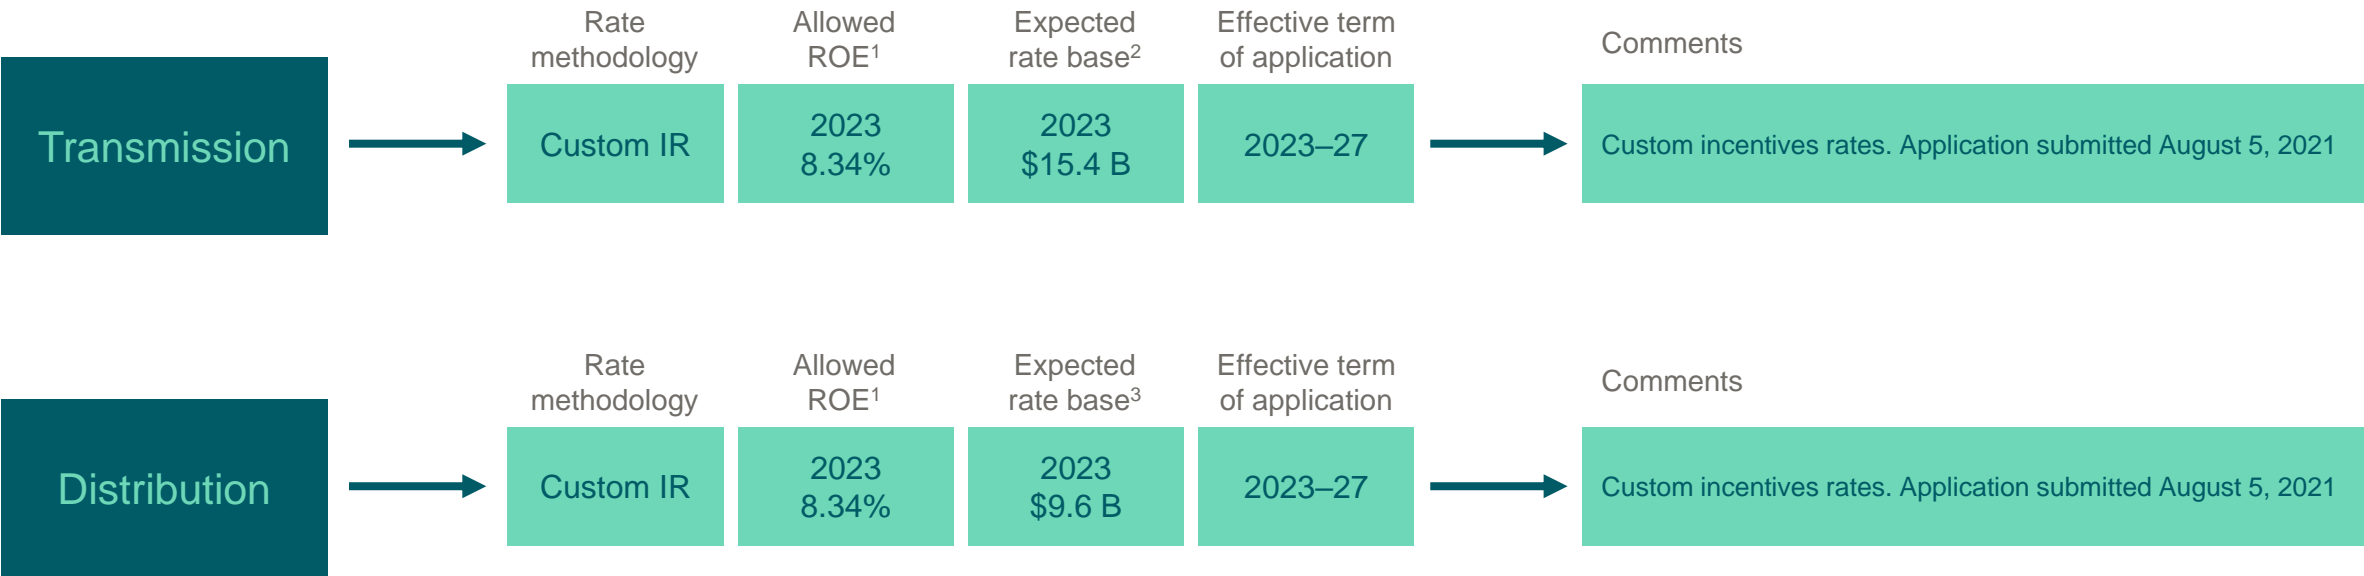 Transmission
Rate
methodology
Custom IR
Allowed
ROE¹
2023
8.34%
Expected
rate base²
2023
$15.4 B
Effective term
of application
2023–27
Comments
Custom incentives rates. Application submitted August 5, 2021
Distribution
Rate
methodology
Custom IR
Allowed
ROE¹
2023
8.34%
Expected
rate base³
2023
$9.6 B
Effective term
of application
2023–27
Comments
Custom incentives rates. Application submitted August 5, 2021